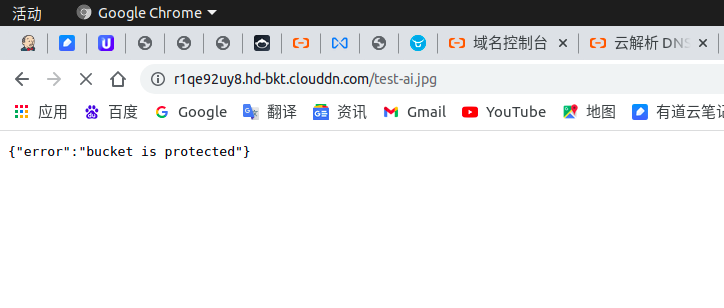 活动 Google Chrome
域名控制台 云解析 DNS
r1qe92uy8.hd-bkt.clouddn.com/test-ai.jpg
应用 百度 Google 翻译 资讯 Gmail YouTube 地图 有道云笔记
{"error":"bucket is protected"}